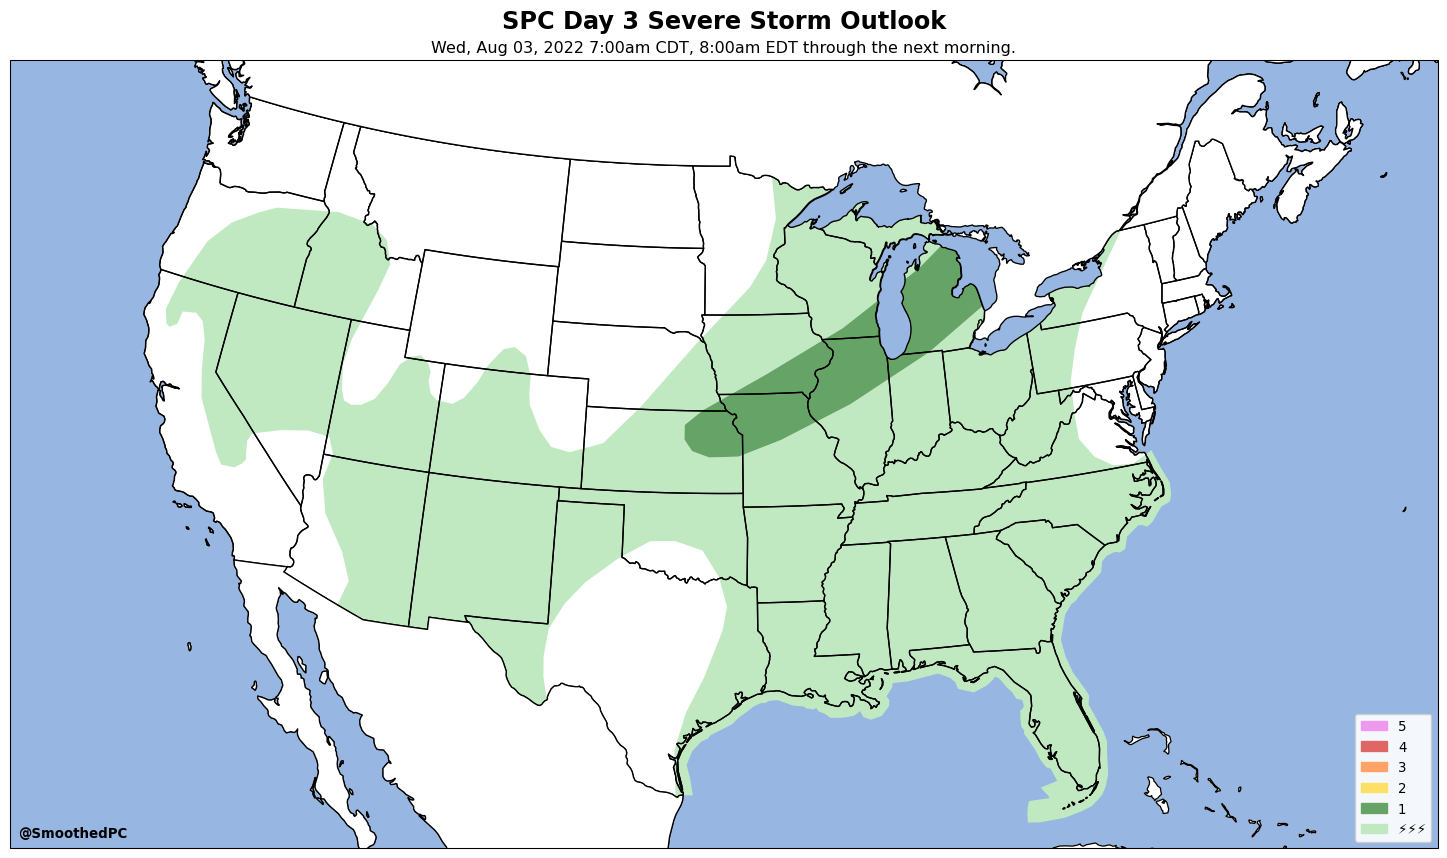 SPC Day 3 Severe Storm Outlook
Wed, Aug 03, 2022 7:00am CDT, 8:00am EDT through the next morning.
5
4
3
2
1
⚡⚡⚡
@SmoothedPC